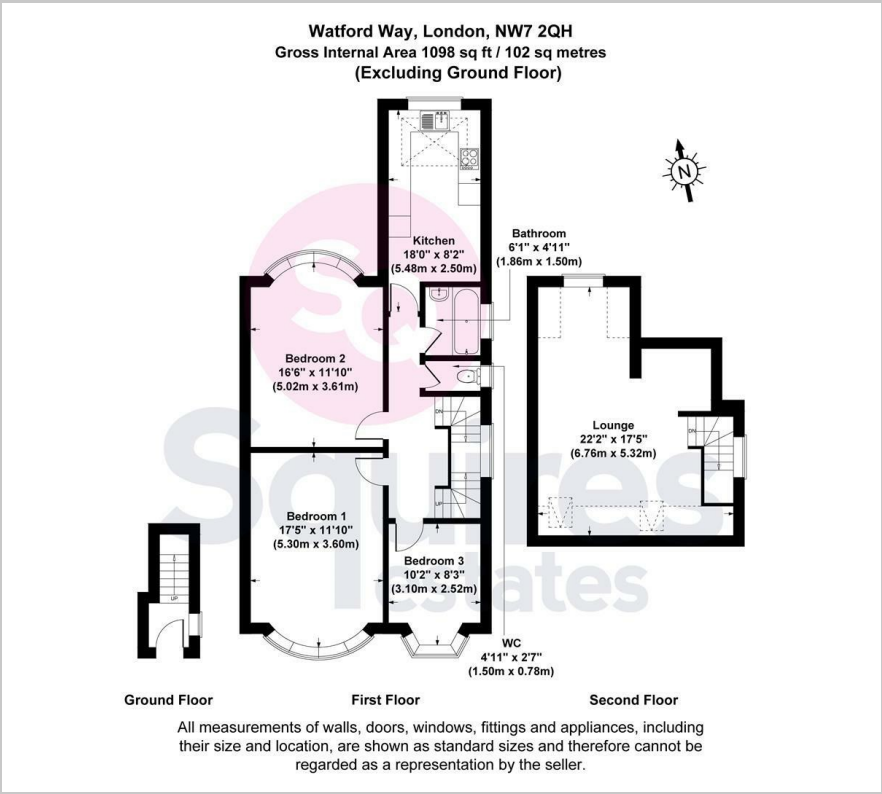 Watford Way, London, NW7 2QH
Gross Internal Area 1098 sq ft / 102 sq metres
(Excluding Ground Floor)
N
SQ
Squires
estates
Kitchen
18'0" x 8'2"
(5.48m x 2.50m)
Bathroom
6'1" x 4'11"
(1.86m x 1.50m)
Bedroom 2
16'6" x 11'10"
(5.02m x 3.61m)
DN
UP
Lounge
22'2" x 17'5"
(6.76m x 5.32m)
DN
Bedroom 1
17'5" x 11'10"
(5.30m x 3.60m)
Bedroom 3
10'2" x 8'3"
(3.10m x 2.52m)
UP
WC
4'11" x 2'7"
(1.50m x 0.78m)
Ground Floor
First Floor
Second Floor
All measurements of walls, doors, windows, fittings and appliances, including
their size and location, are shown as standard sizes and therefore cannot be
regarded as a representation by the seller.